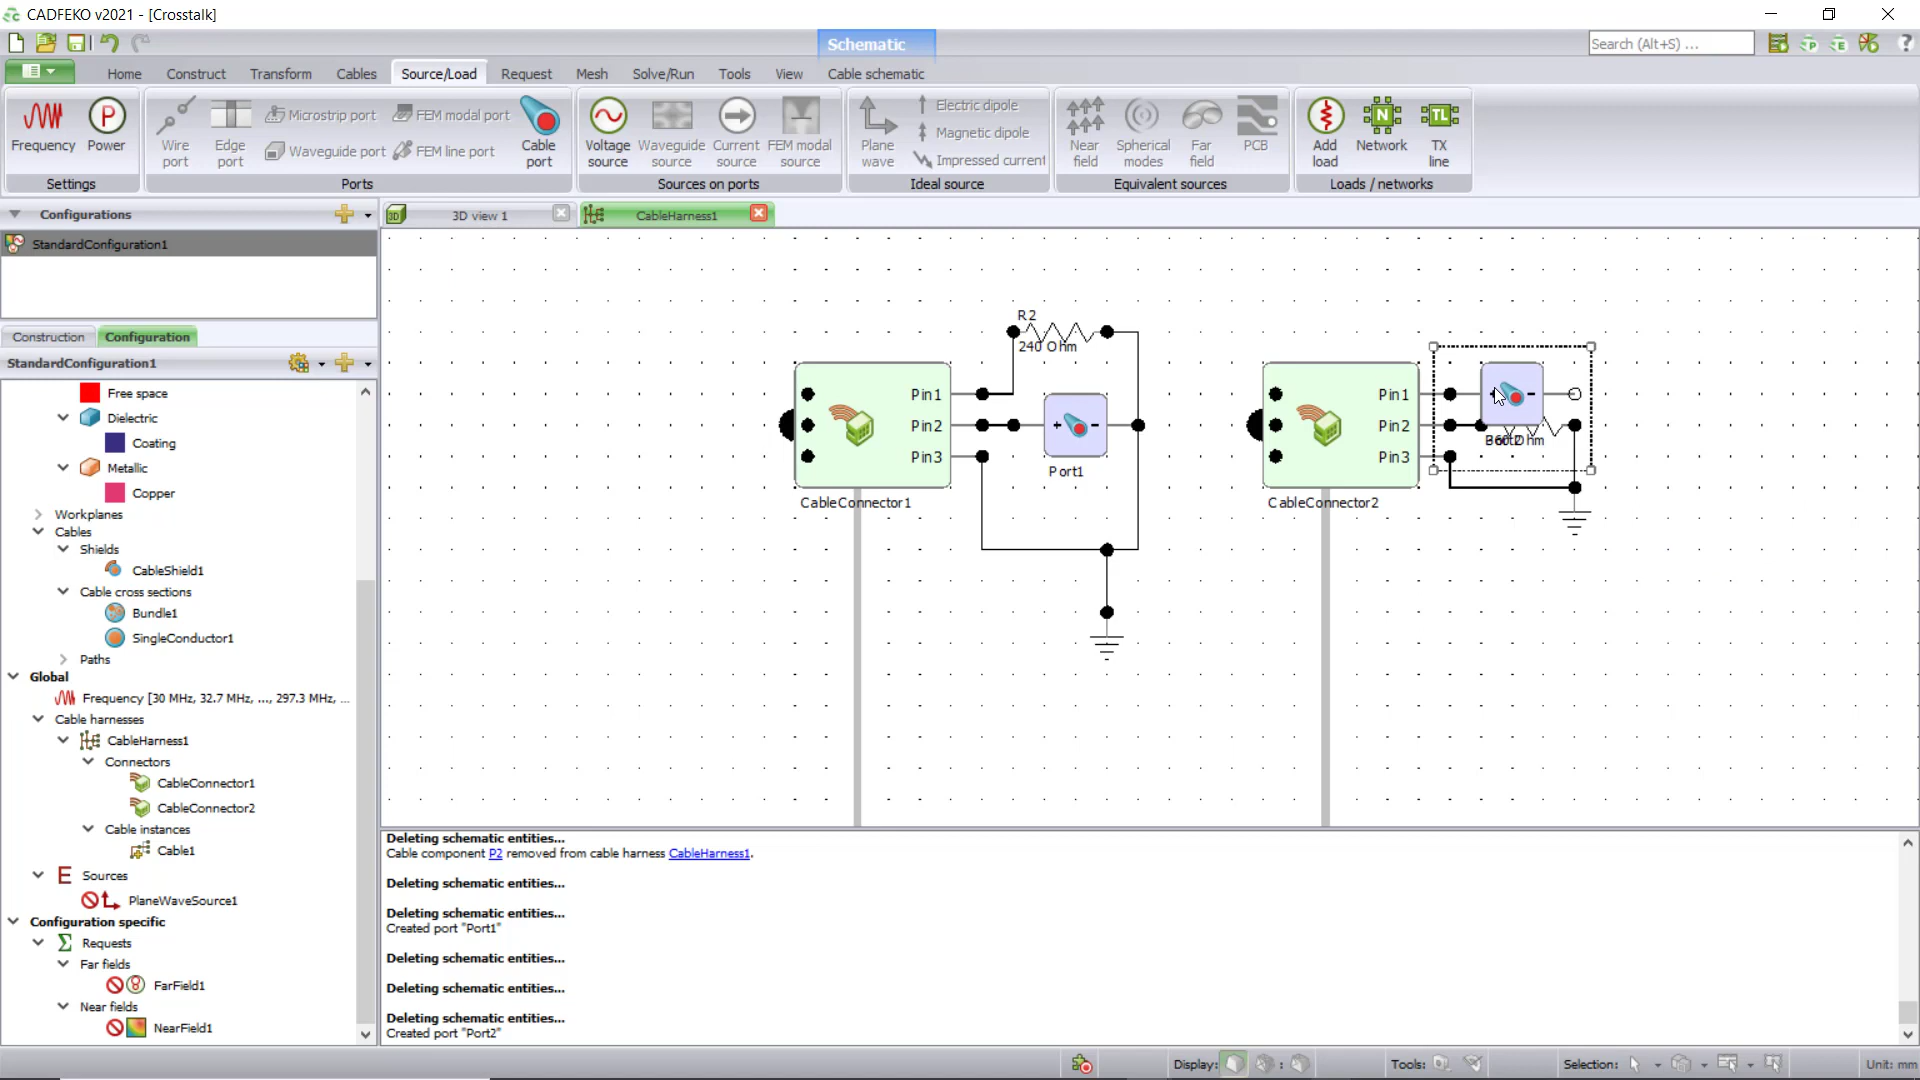 CADFEKO v2021 - [Crosstalk]
Schematic
Search (Alt+S) ...
Home Construct Transform Cables Source/Load Request Mesh Solve/Run Tools View Cable schematic
Frequency
Power
Settings
Wire port
Edge port
Microstrip port
FEM modal port
Waveguide port
FEM line port
Cable port
Ports
Voltage source
Waveguide source
Current source
FEM modal source
Sources on ports
Plane wave
Electric dipole
Magnetic dipole
Impressed current
Ideal source
Near field
Spherical modes
Far field
PCB
Equivalent sources
Add load
Network
TX line
Loads / networks
Configurations
StandardConfiguration1
Construction Configuration
StandardConfiguration1
Free space
Dielectric
Coating
Metallic
Copper
Workplanes
Cables
Shields
CableShield1
Cable cross sections
Bundle1
SingleConductor1
Paths
Global
Frequency [30 MHz, 32.7 MHz, ..., 297.3 MHz, ...
Cable harnesses
CableHarness1
Connectors
CableConnector1
CableConnector2
Cable instances
Cable1
Sources
PlaneWaveSource1
Configuration specific
Requests
Far fields
FarField1
Near fields
NearField1
3D view 1
CableHarness1
R2
240 Ohm
Pin1
Pin2
Pin3
Port1
CableConnector1
Pin1
Pin2
Pin3
CableConnector2
Deleting schematic entities...
Cable component P2 removed from cable harness CableHarness1.
Deleting schematic entities...
Deleting schematic entities...
Created port "Port1"
Deleting schematic entities...
Deleting schematic entities...
Deleting schematic entities...
Created port "Port2"
Display: Tools: Selection: Unit: mm